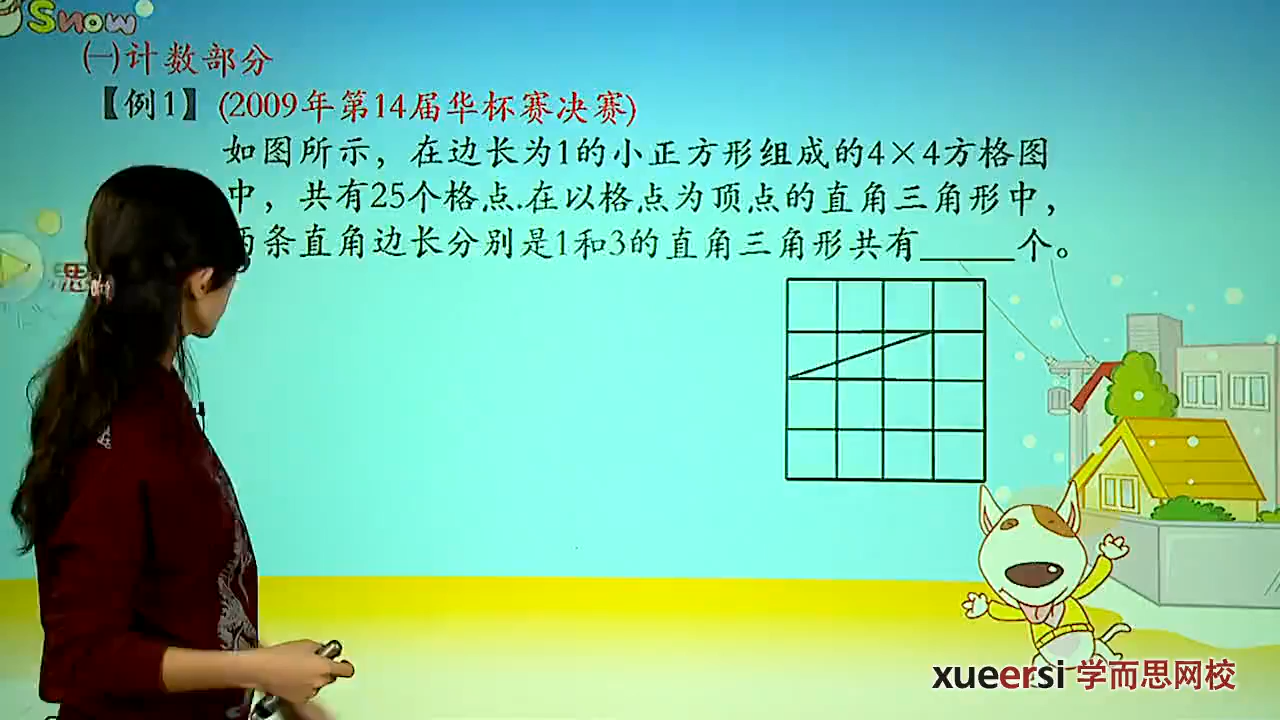 Snow
㈠计数部分
【例1】(2009年第14届华杯赛决赛)
如图所示，在边长为1的小正方形组成的4×4方格图
中，共有25个格点.在以格点为顶点的直角三角形中，
条直角边长分别是1和3的直角三角形共有_____个。
思
xueersi 学而思网校